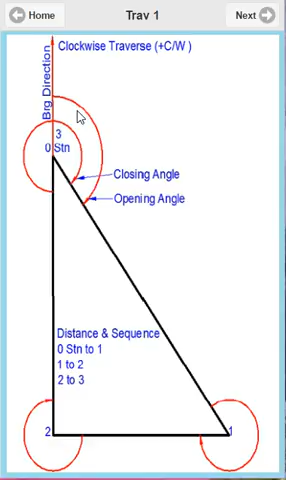 Home
Trav 1
Next
Clockwise Traverse (+C/W )
Brg Direction
3
0 Stn
Closing Angle
Opening Angle
Distance & Sequence
0 Stn to 1
1 to 2
2 to 3
2
1